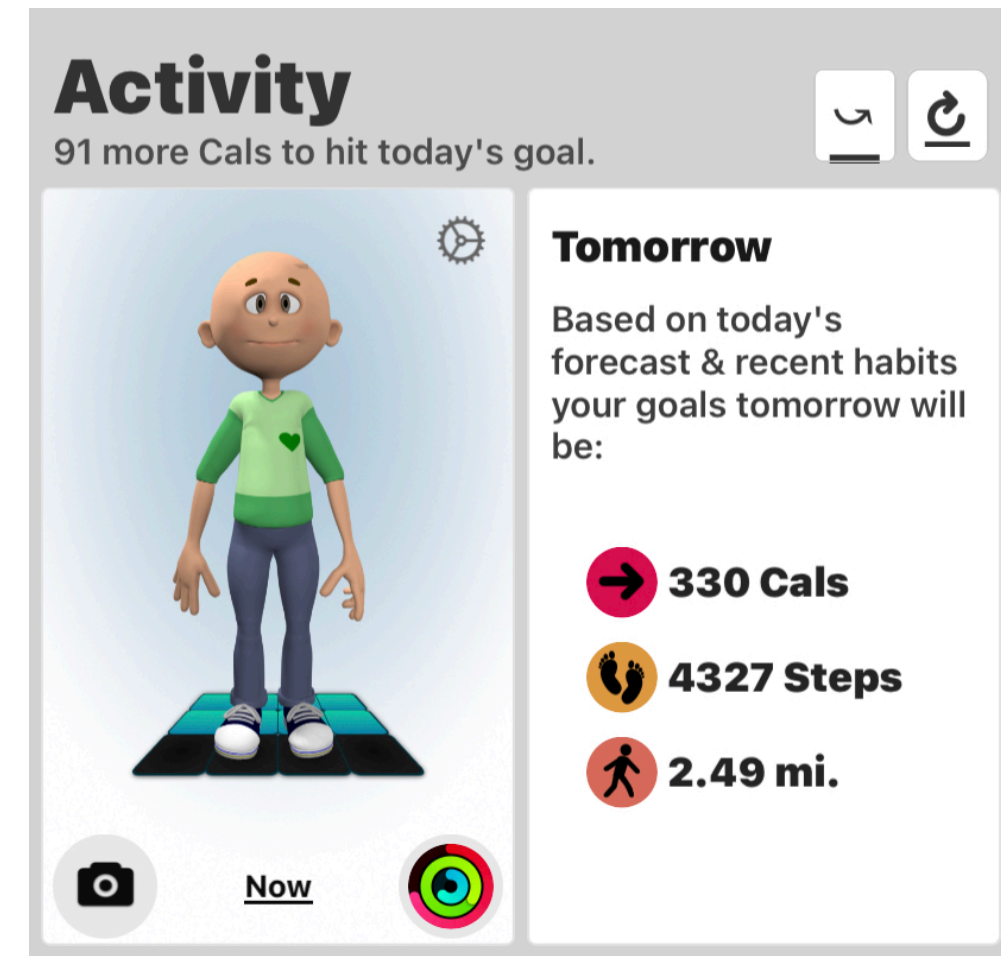 Activity
91 more Cals to hit today's goal.
Tomorrow
Based on today's
forecast & recent habits
your goals tomorrow will
be:
330 Cals
4327 Steps
2.49 mi.
Now